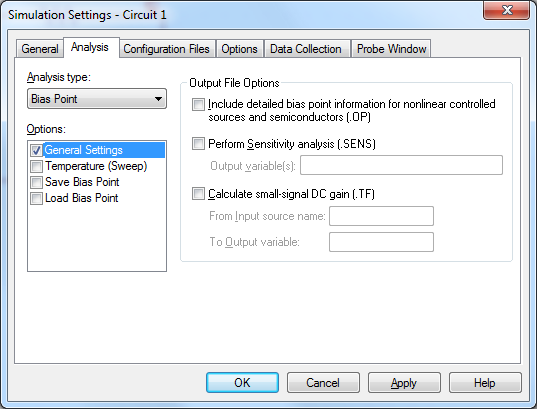 Simulation Settings - Circuit 1
General Analysis Configuration Files Options Data Collection Probe Window
Analysis type:
Bias Point
Options:
General Settings
Temperature (Sweep)
Save Bias Point
Load Bias Point
Output File Options
Include detailed bias point information for nonlinear controlled
sources and semiconductors (.OP)
Perform Sensitivity analysis (.SENS)
Output variable(s):
Calculate small-signal DC gain (.TF)
From Input source name:
To Output variable:
OK Cancel Apply Help